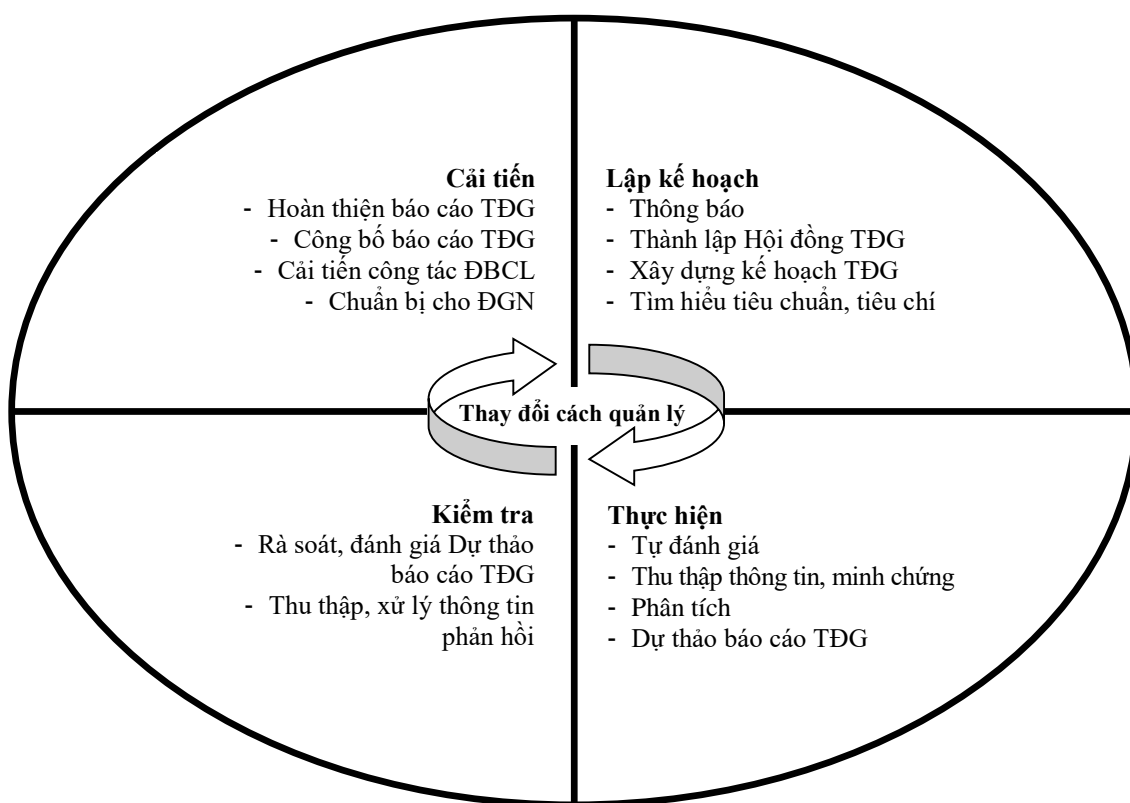 Cải tiến
- Hoàn thiện báo cáo TĐG
- Công bố báo cáo TĐG
- Cải tiến công tác ĐBCL
- Chuẩn bị cho ĐGN
Lập kế hoạch
- Thông báo
- Thành lập Hội đồng TĐG
- Xây dựng kế hoạch TĐG
- Tìm hiểu tiêu chuẩn, tiêu chí
Thay đổi cách quản lý
Kiểm tra
- Rà soát, đánh giá Dự thảo
báo cáo TĐG
- Thu thập, xử lý thông tin
phản hồi
Thực hiện
- Tự đánh giá
- Thu thập thông tin, minh chứng
- Phân tích
- Dự thảo báo cáo TĐG